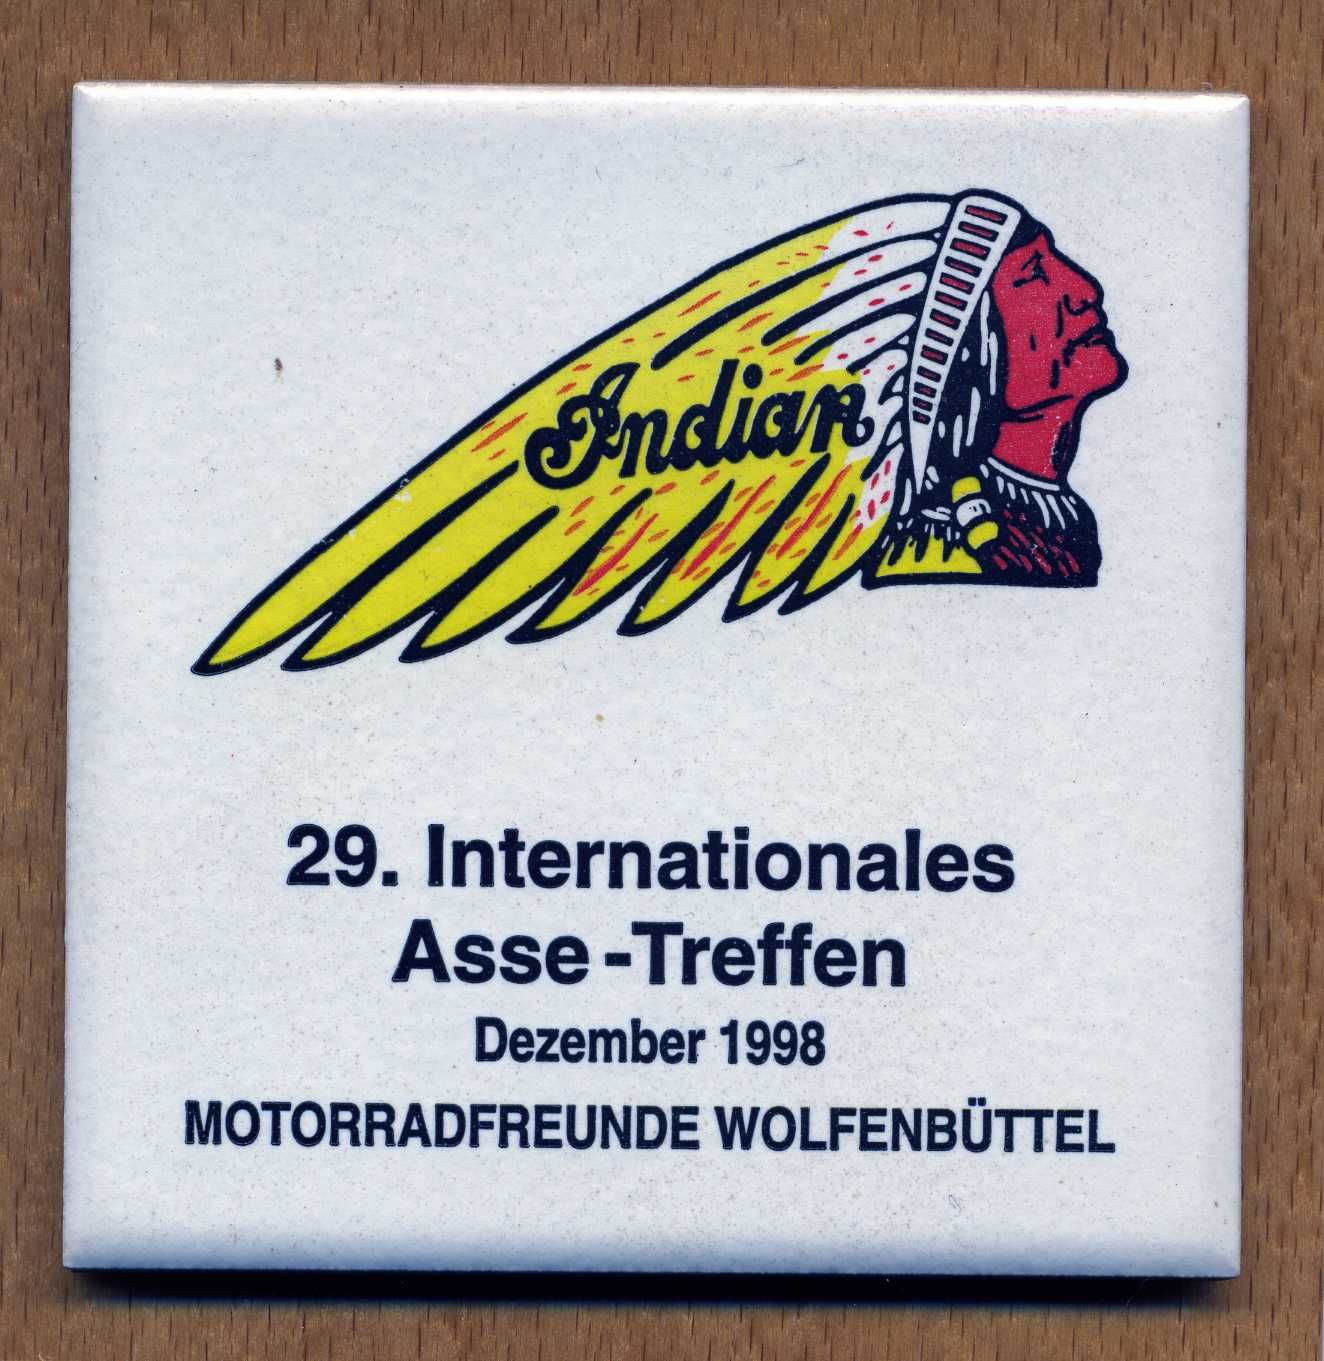 Indian
29. Internationales
Asse-Treffen
Dezember 1998
MOTORRADFREUNDE WOLFENBÜTTEL